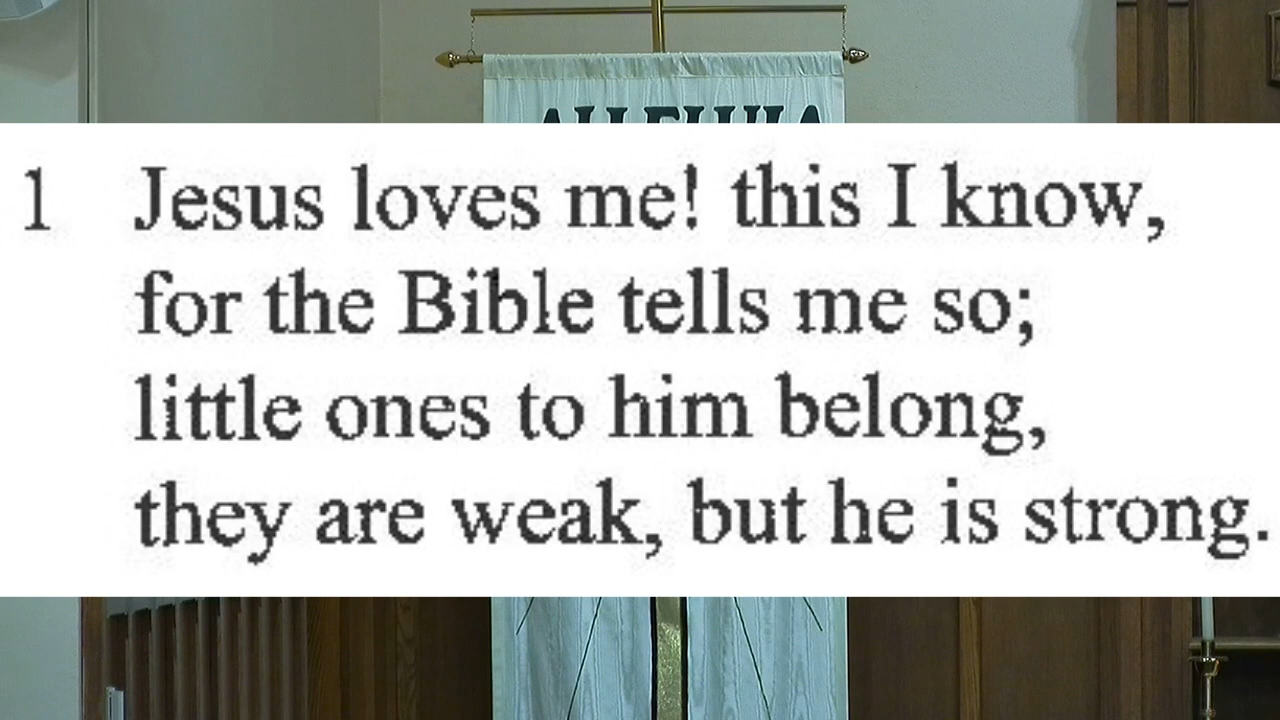 ALLELUIA
1 Jesus loves me! this I know,
for the Bible tells me so;
little ones to him belong,
they are weak, but he is strong.